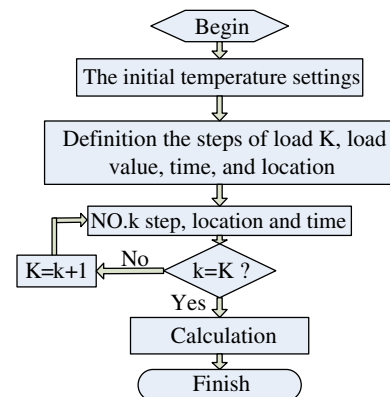 Begin
The initial temperature settings
Definition the steps of load K, load
value, time, and location
NO.k step, location and time
No
K=k+1
k=K ?
Yes
Calculation
Finish